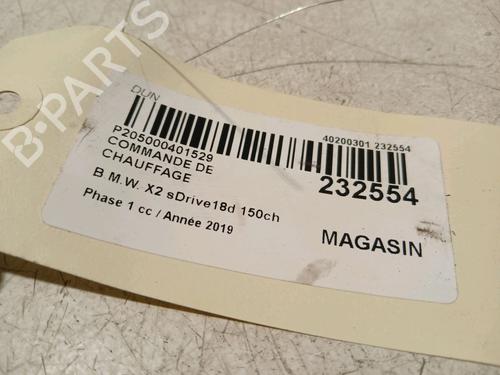 DUN
P205000401529
COMMANDE DE
CHAUFFAGE
B M.W. X2 sDrive18d 150ch
Phase 1 cc / Année 2019
40200301 232554
232554
MAGASIN
B-PARTS